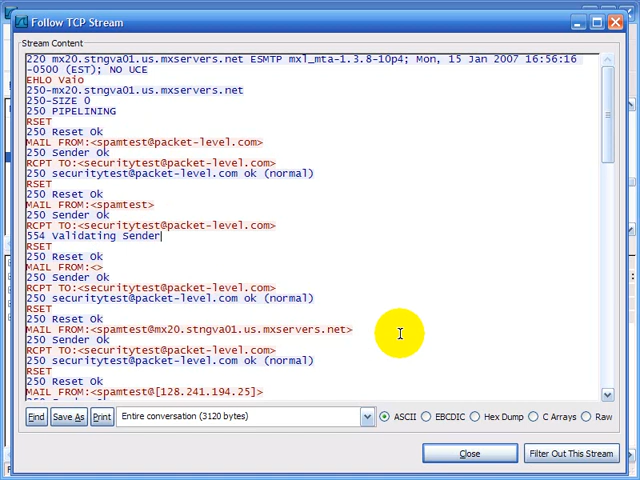 Follow TCP Stream
Stream Content
220 mx20.stngva01.us.mxservers.net ESMTP mxl_mta-1.3.8-10p4; Mon, 15 Jan 2007 16:56:16
-0500 (EST); NO UCE
EHLO Vaio
250-mx20.stngva01.us.mxservers.net
250-SIZE 0
250 PIPELINING
RSET
250 Reset Ok
MAIL FROM:<spamtest@packet-level.com>
250 Sender Ok
RCPT TO:<securitytest@packet-level.com>
250 securitytest@packet-level.com ok (normal)
RSET
250 Reset Ok
MAIL FROM:<spamtest>
250 Sender Ok
RCPT TO:<securitytest@packet-level.com>
554 Validating Sender
RSET
250 Reset Ok
MAIL FROM:<>
250 Sender Ok
RCPT TO:<securitytest@packet-level.com>
250 securitytest@packet-level.com ok (normal)
RSET
250 Reset Ok
MAIL FROM:<spamtest@mx20.stngva01.us.mxservers.net>
250 Sender Ok
RCPT TO:<securitytest@packet-level.com>
250 securitytest@packet-level.com ok (normal)
RSET
250 Reset Ok
MAIL FROM:<spamtest@[128.241.194.25]>
Find Save As Print Entire conversation (3120 bytes) ASCII EBCDIC Hex Dump C Arrays Raw
Close Filter Out This Stream